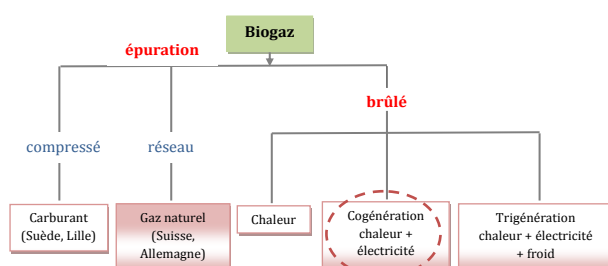 Biogaz
épuration
brûlé
compressé
réseau
Carburant
(Suède, Lille)
Gaz naturel
(Suisse,
Allemagne)
Chaleur
Cogénération
chaleur +
électricité
Trigénération
chaleur + électricité
+ froid